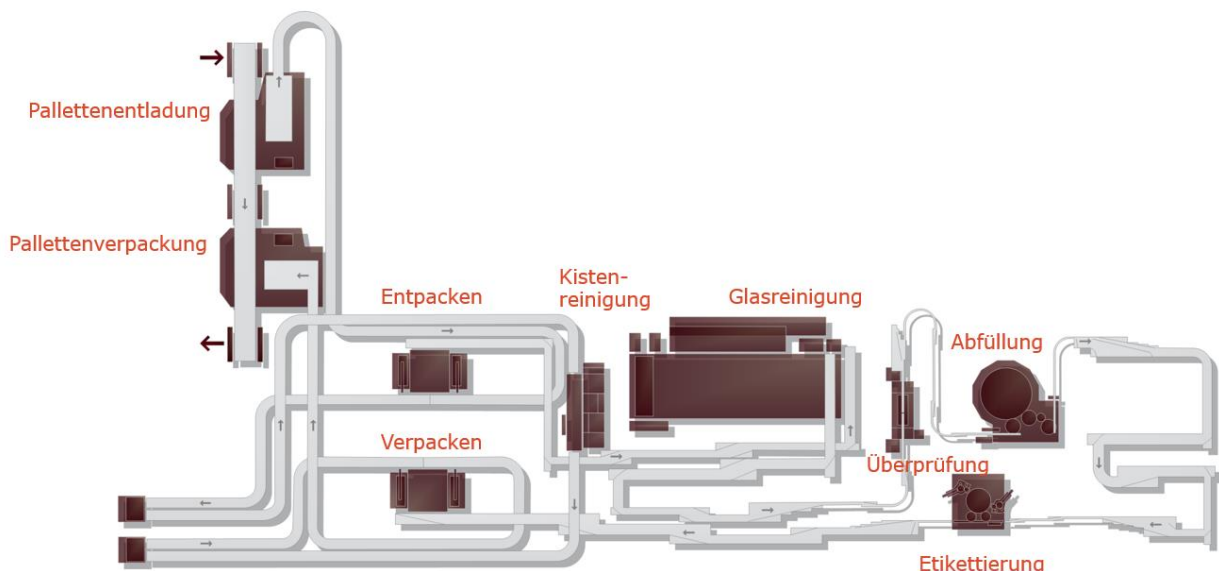 Pallettenentladung
Pallettenverpackung
Entpacken
Kisten-
reinigung
Glasreinigung
Abfüllung
Verpacken
Überprüfung
Etikettierung